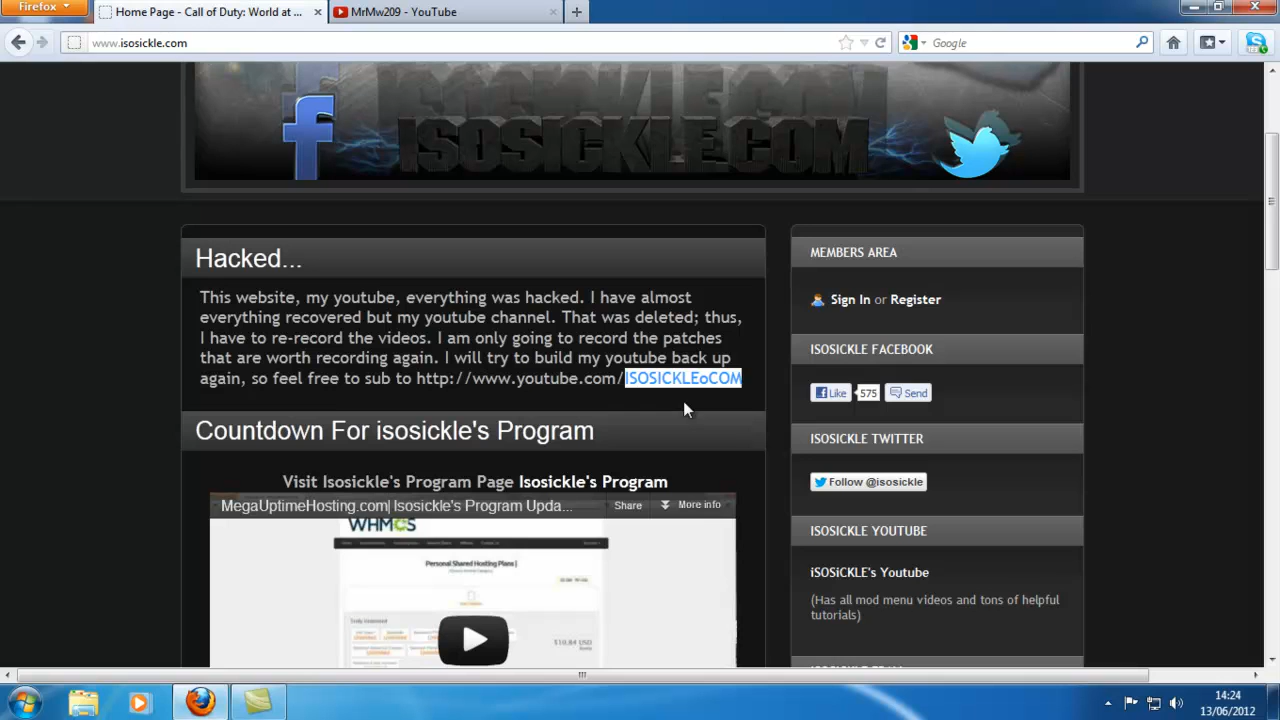 Firefox
Home Page - Call of Duty: World at ...
MrMw209 - YouTube
www.isosickle.com
Google
ISOSICKLE.COM
Hacked...
This website, my youtube, everything was hacked. I have almost
everything recovered but my youtube channel. That was deleted; thus,
I have to re-record the videos. I am only going to record the patches
that are worth recording again. I will try to build my youtube back up
again, so feel free to sub to http://www.youtube.com/ISOSICKLEoCOM
Countdown For isosickle's Program
Visit Isosickle's Program Page Isosickle's Program
MegaUptimeHosting.com| Isosickle's Program Upda...
Share
More info
WHMCS
Personal Shared Hosting Plans |
MEMBERS AREA
Sign In or Register
ISOSICKLE FACEBOOK
Like 575 Send
ISOSICKLE TWITTER
Follow @isosickle
ISOSICKLE YOUTUBE
iSOSiCKLE's Youtube
(Has all mod menu videos and tons of helpful
tutorials)
14:24
13/06/2012